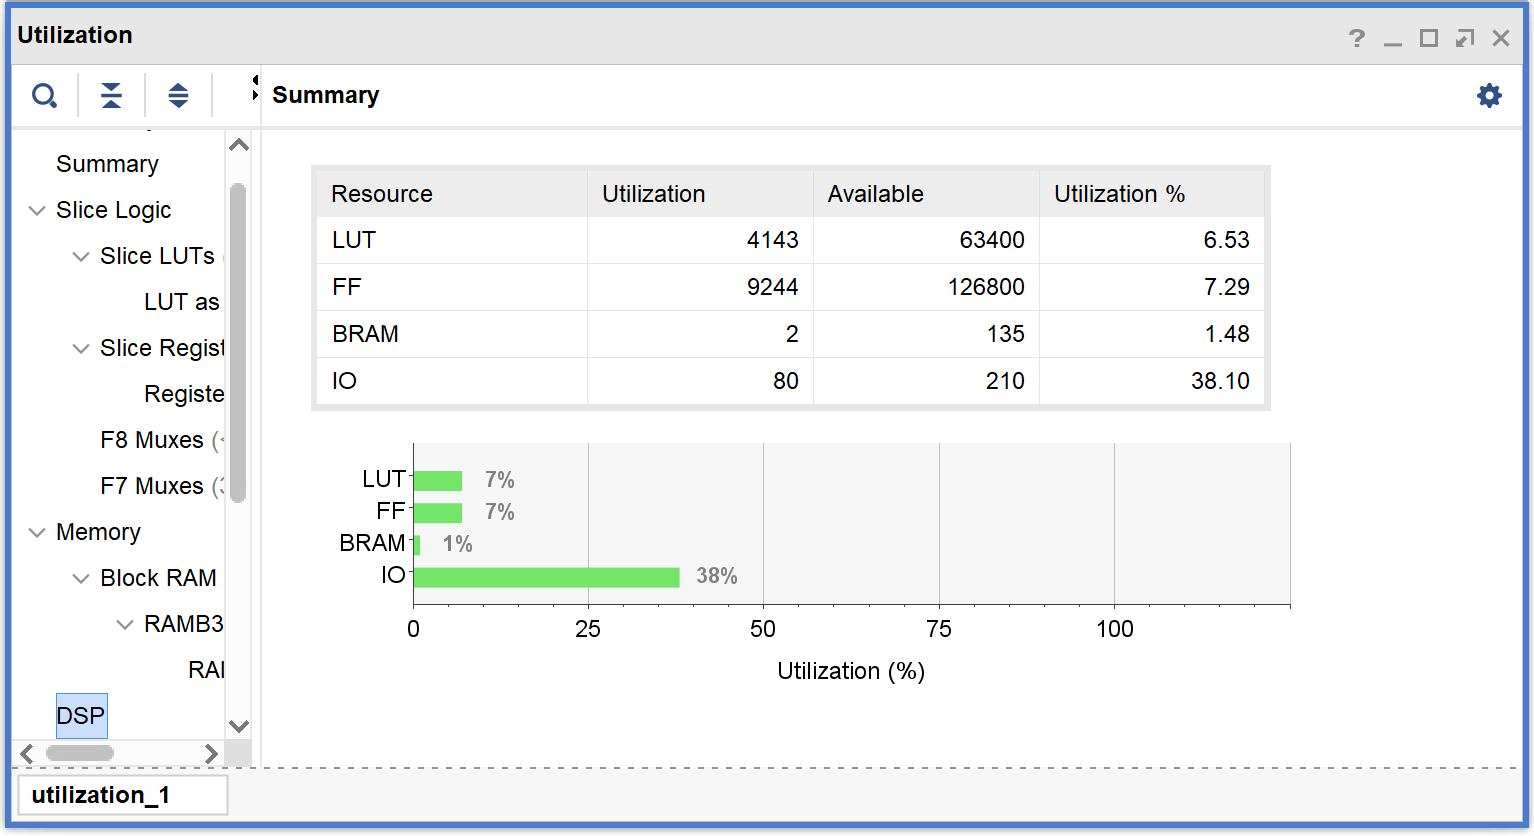 Utilization
Summary
Summary
Slice Logic
Slice LUTs
LUT as
Slice Regist
Registe
F8 Muxes (
F7 Muxes (
Memory
Block RAM
RAMB3
RAI
DSP
Resource Utilization Available Utilization %
LUT 4143 63400 6.53
FF 9244 126800 7.29
BRAM 2 135 1.48
IO 80 210 38.10
LUT 7%
FF 7%
BRAM 1%
IO 38%
0 25 50 75 100
Utilization (%)
utilization_1